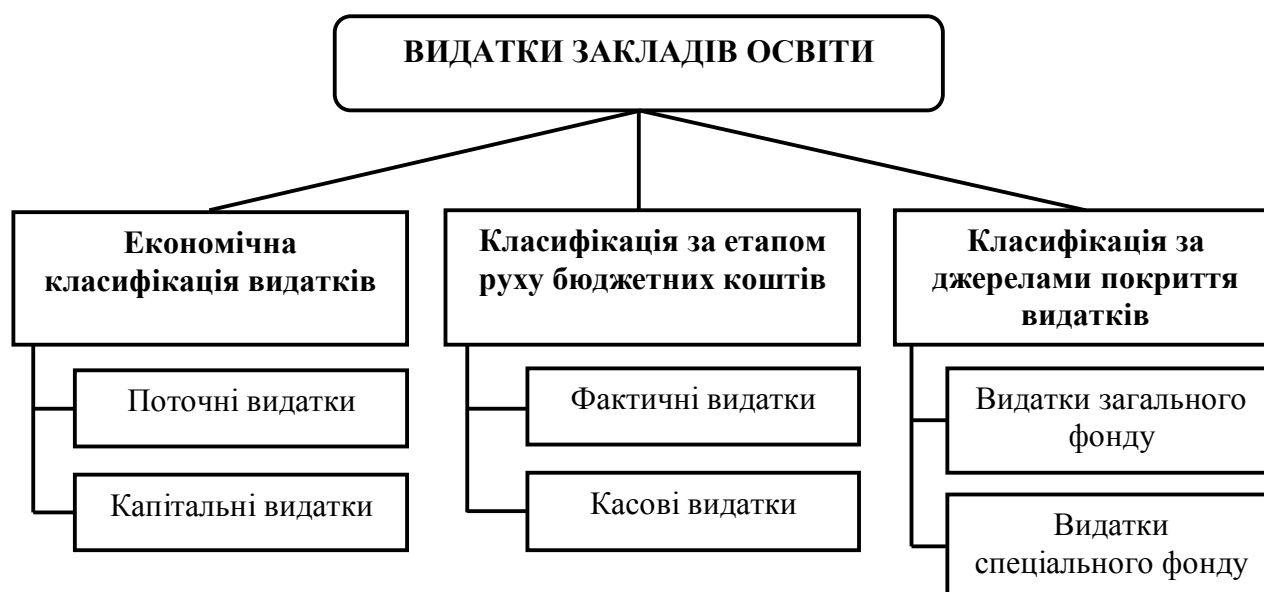 ВИДАТКИ ЗАКЛАДІВ ОСВІТИ
Економічна
класифікація видатків
Поточні видатки
Капітальні видатки
Класифікація за етапом
руху бюджетних коштів
Фактичні видатки
Касові видатки
Класифікація за
джерелами покриття
видатків
Видатки загального
фонду
Видатки
спеціального фонду